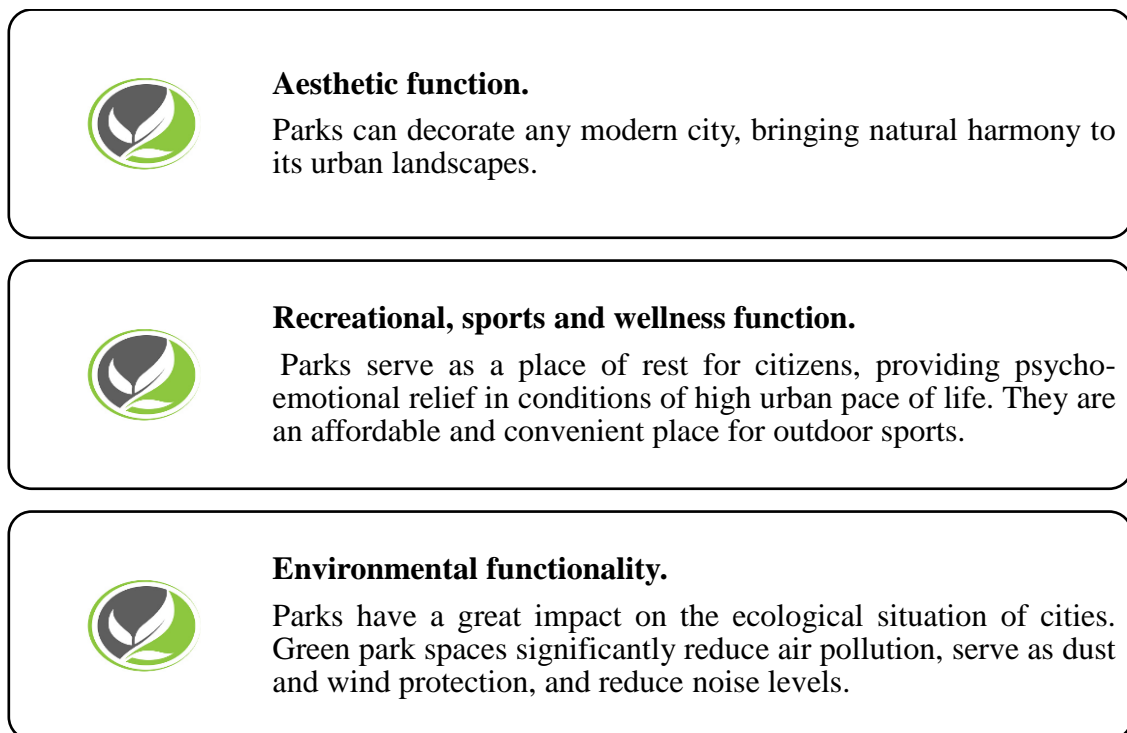 Aesthetic function.
Parks can decorate any modern city, bringing natural harmony to
its urban landscapes.
Recreational, sports and wellness function.
Parks serve as a place of rest for citizens, providing psycho-
emotional relief in conditions of high urban pace of life. They are
an affordable and convenient place for outdoor sports.
Environmental functionality.
Parks have a great impact on the ecological situation of cities.
Green park spaces significantly reduce air pollution, serve as dust
and wind protection, and reduce noise levels.